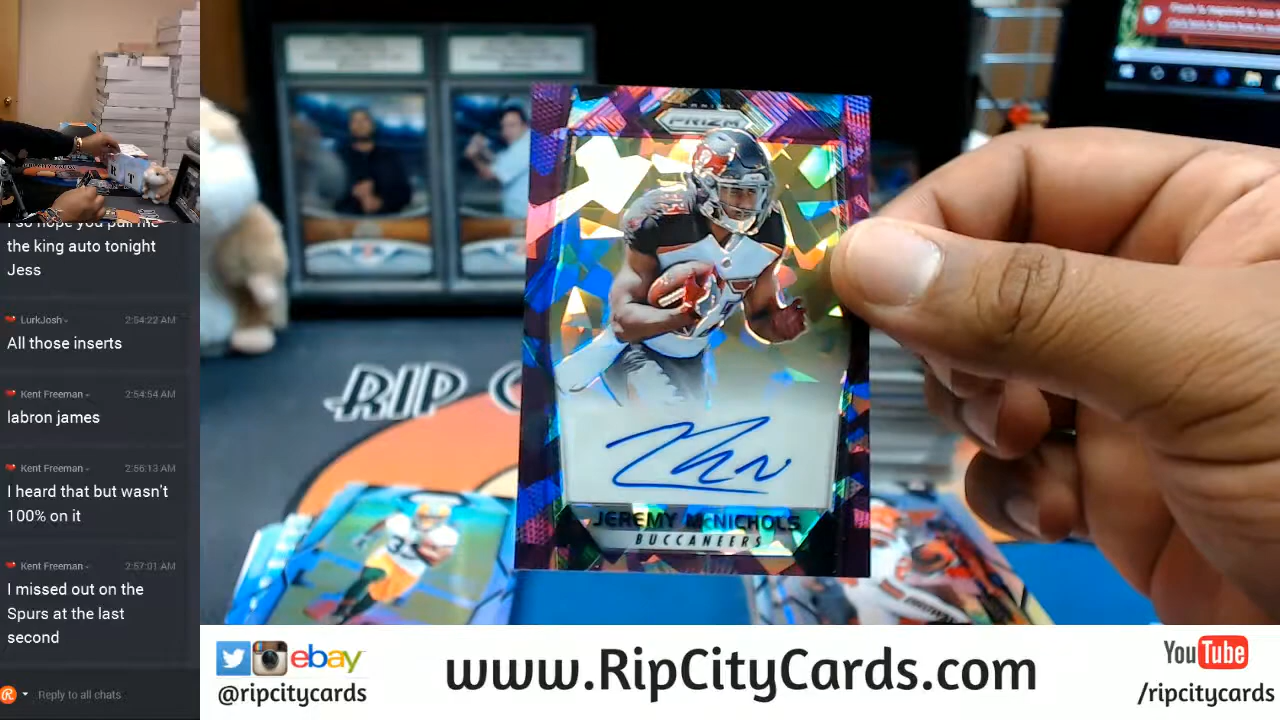 the king auto tonight
Jess
LurkJosh
2:54:22 AM
All those inserts
Kent Freeman
2:54:54 AM
labron james
Kent Freeman
2:56:13 AM
I heard that but wasn't
100% on it
Kent Freeman
2:57:01 AM
I missed out on the
Spurs at the last
second
Reply to all chats
PANINI
PRIZM
JEREMY McNICHOLS
BUCCANEERS
RIP
ebay
@ripcitycards
www.RipCityCards.com
YouTube
/ripcitycards